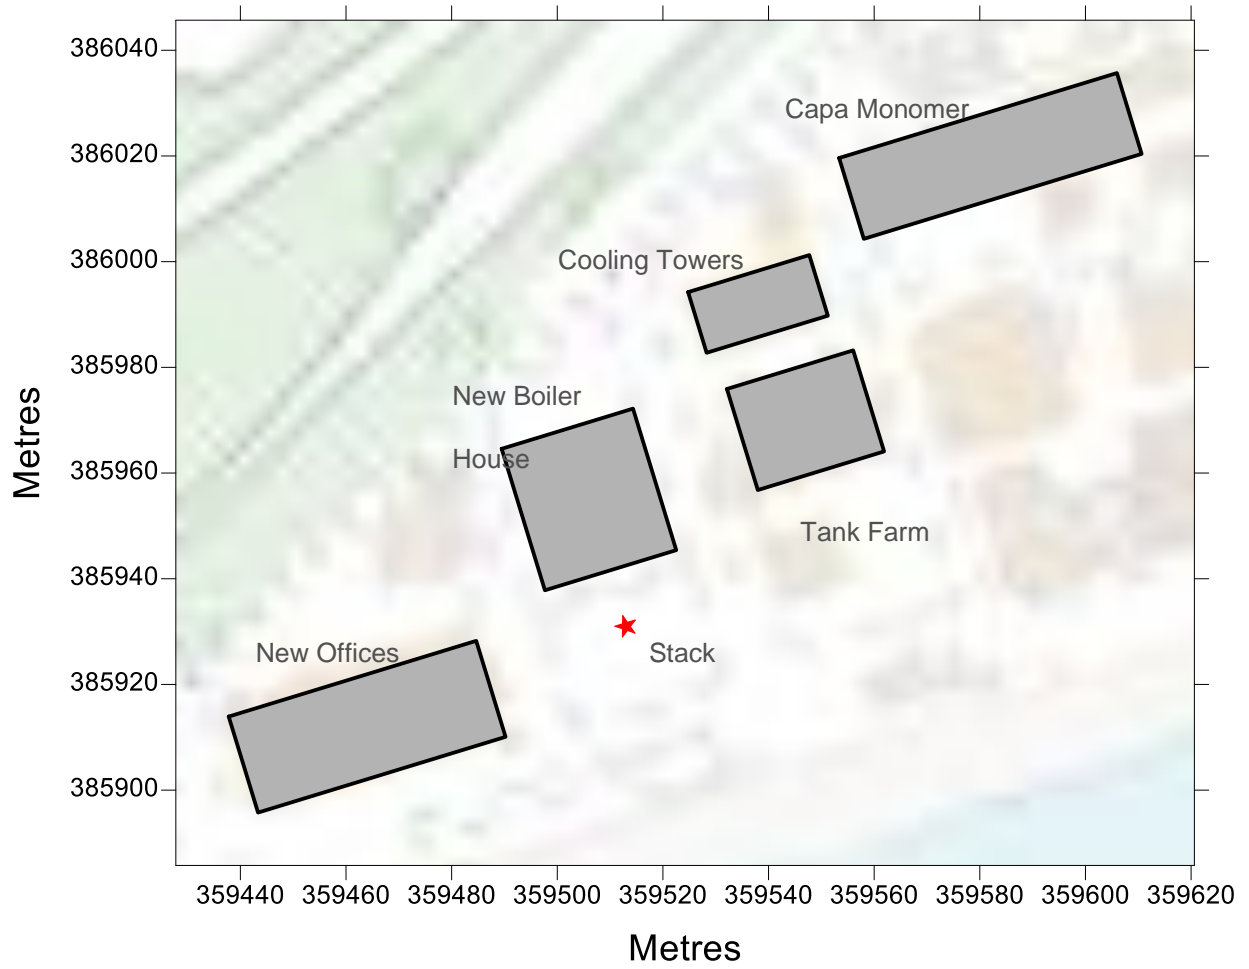 386040
Capa Monomer
386020
386000
Cooling Towers
385980
New Boiler
House
385960
Metres
385940
Tank Farm
New Offices
Stack
385920
385900
359440 359460 359480 359500 359520 359540 359560 359580 359600 359620
Metres